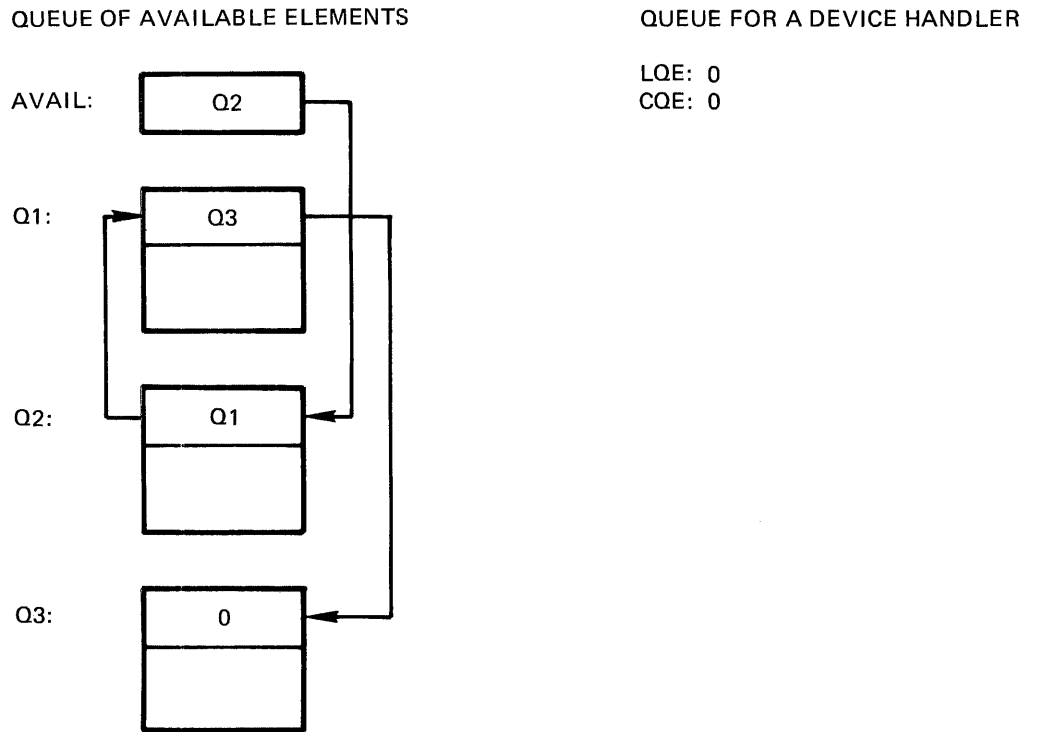 QUEUE OF AVAILABLE ELEMENTS
QUEUE FOR A DEVICE HANDLER
LQE: 0
CQE: 0
AVAIL:
Q2
Q1:
Q3
Q2:
Q1
Q3:
0